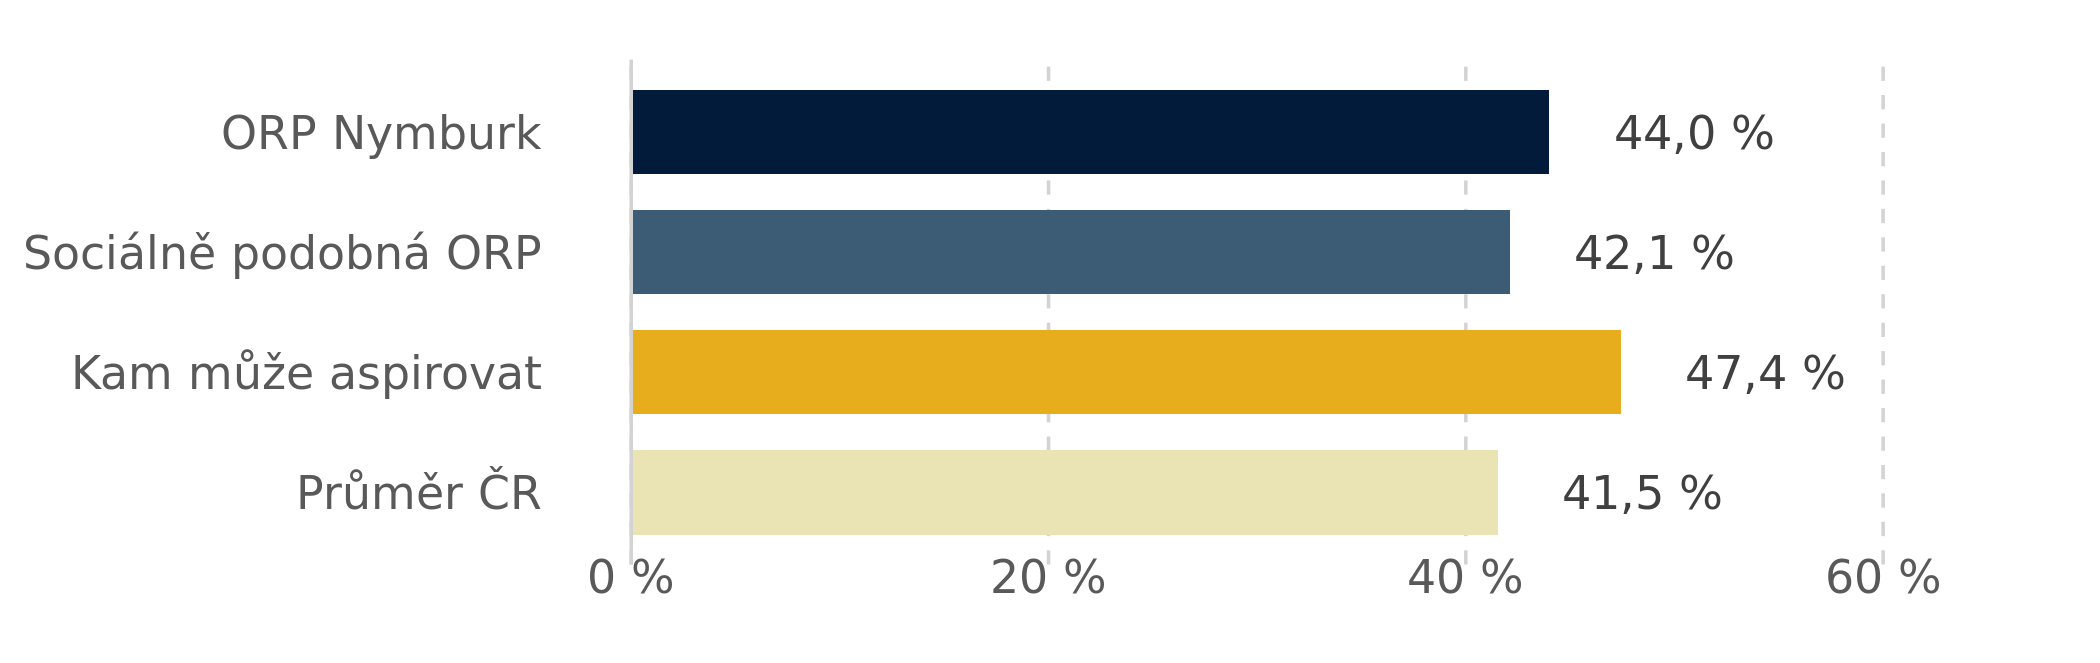 ORP Nymburk 44,0 %
Sociálně podobná ORP 42,1 %
Kam může aspirovat 47,4 %
Průměr ČR 41,5 %
0 % 20 % 40 % 60 %